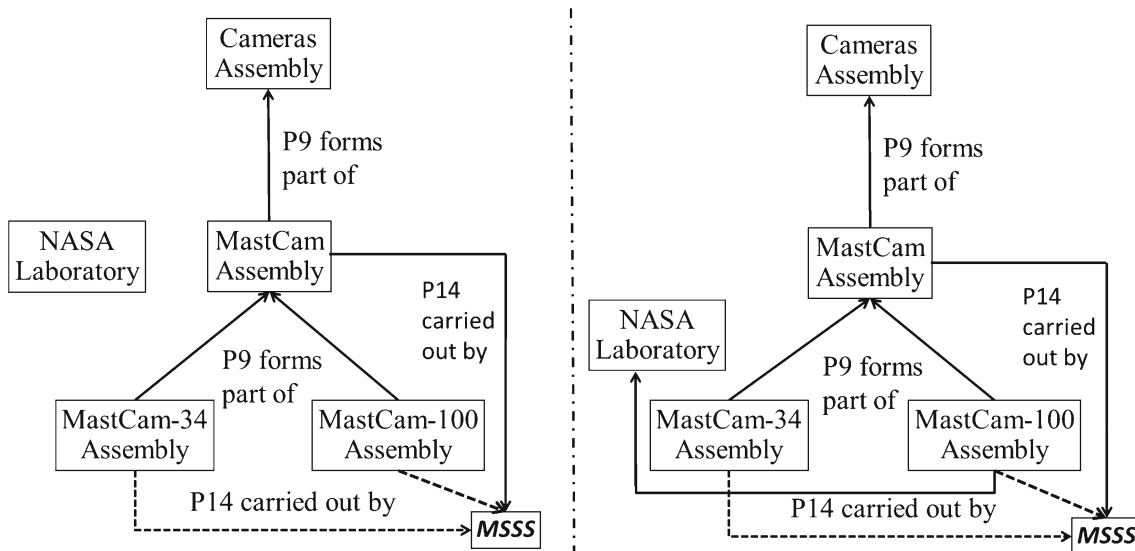 Cameras
Assembly
P9 forms
part of
NASA
Laboratory
MastCam
Assembly
P14
carried
out by
P9 forms
part of
MastCam-34
Assembly
MastCam-100
Assembly
P14 carried out by
MSSS
Cameras
Assembly
P9 forms
part of
MastCam
Assembly
P14
carried
out by
NASA
Laboratory
P9 forms
part of
MastCam-34
Assembly
MastCam-100
Assembly
P14 carried out by
MSSS